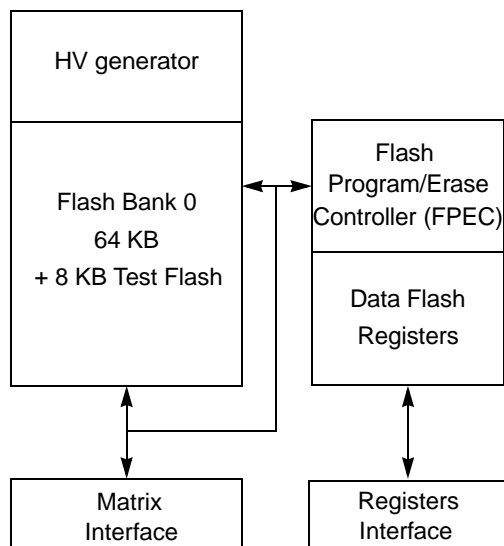 HV generator
Flash Bank 0
64 KB
+ 8 KB Test Flash
Flash
Program/Erase
Controller (FPEC)
Data Flash
Registers
Matrix
Interface
Registers
Interface